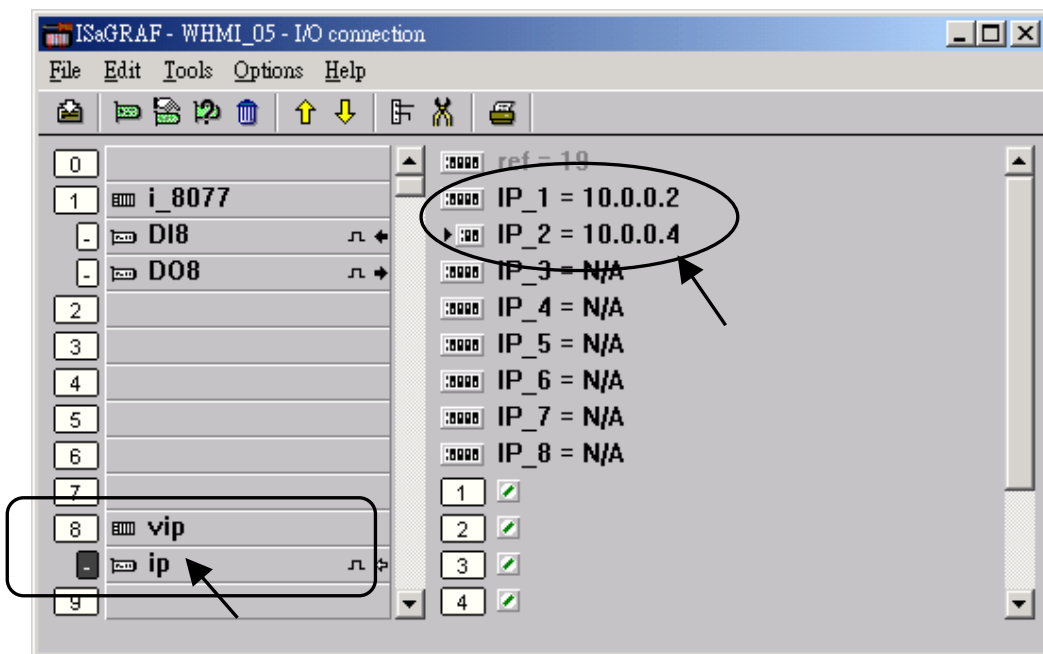 ISaGRAF - WHMI_05 - I/O connection
File Edit Tools Options Help
0
1 i_8077
- DI8
- DO8
2
3
4
5
6
7
8 vip
- ip
9
ref = 19
IP_1 = 10.0.0.2
IP_2 = 10.0.0.4
IP_3 = N/A
IP_4 = N/A
IP_5 = N/A
IP_6 = N/A
IP_7 = N/A
IP_8 = N/A
1
2
3
4